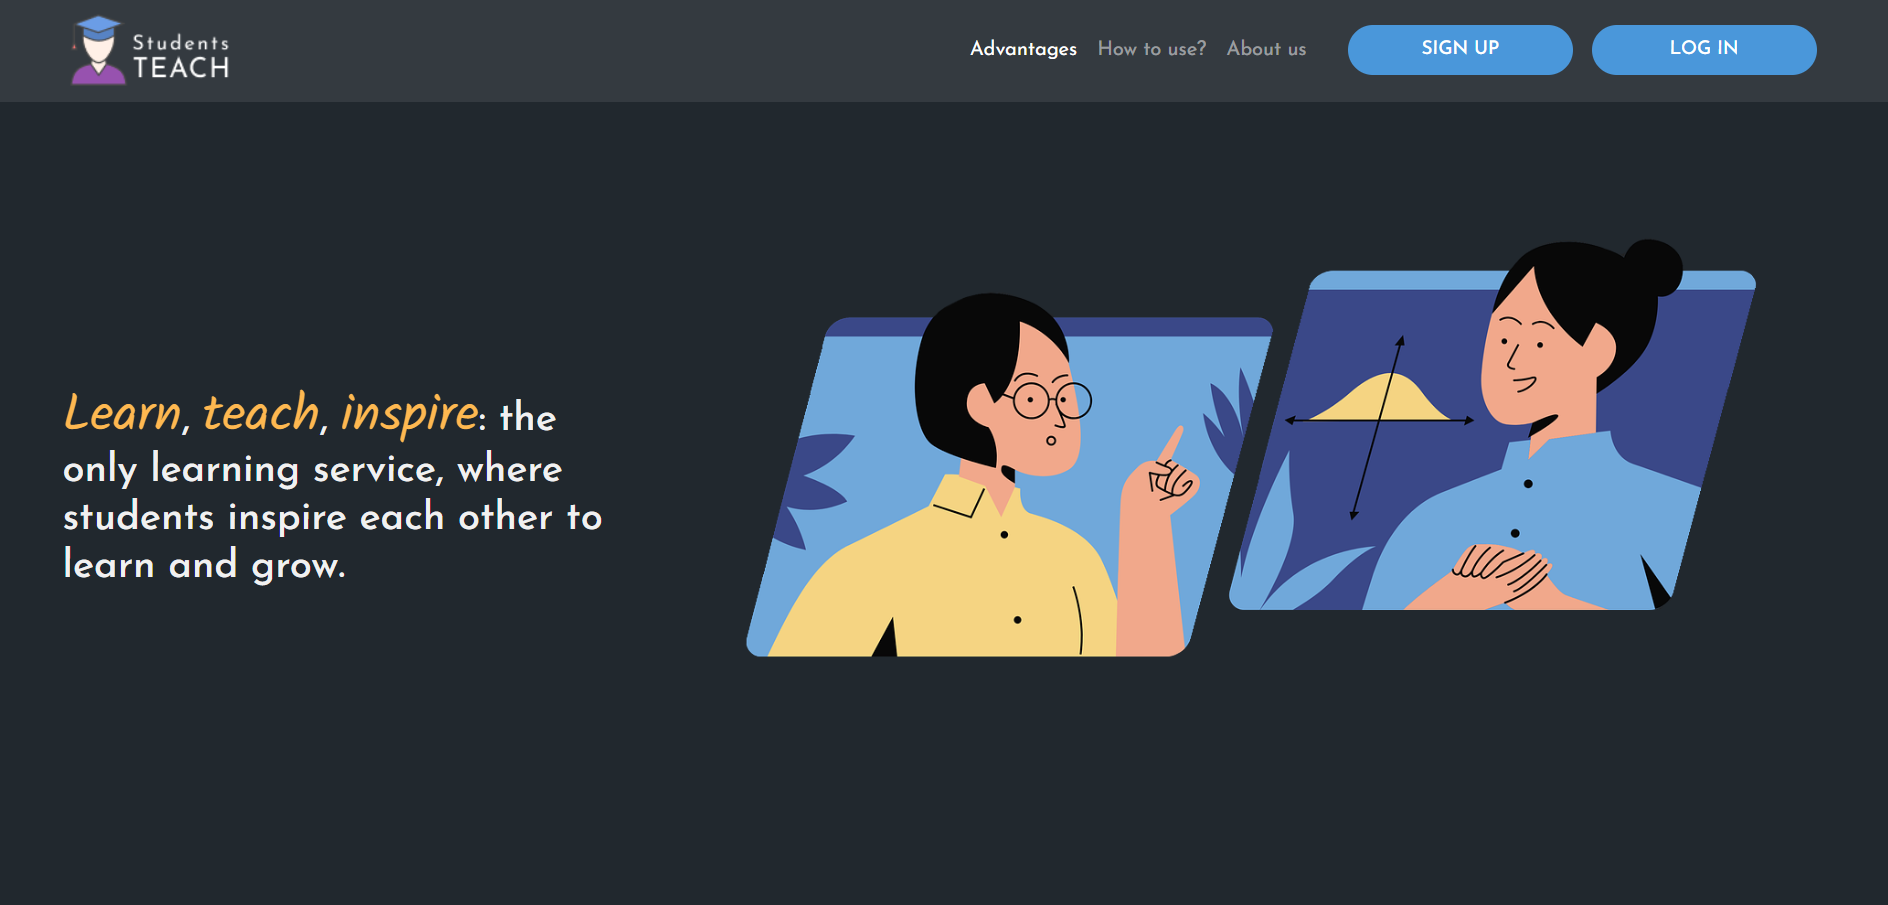 Students
TEACH
Advantages How to use? About us SIGN UP LOG IN
Learn, teach, inspire: the
only learning service, where
students inspire each other to
learn and grow.